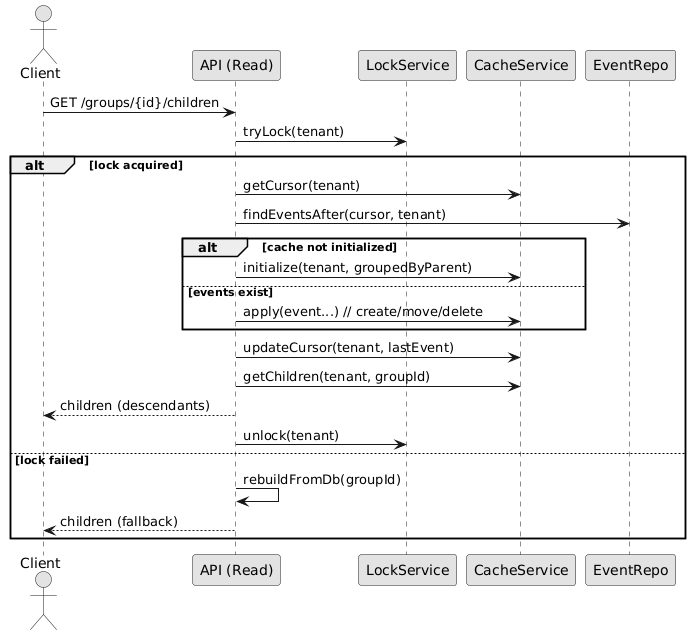 Client
API (Read)
LockService
CacheService
EventRepo
GET /groups/{id}/children
tryLock(tenant)
alt
[lock acquired]
getCursor(tenant)
findEventsAfter(cursor, tenant)
alt
[cache not initialized]
initialize(tenant, groupedByParent)
[events exist]
apply(event...) // create/move/delete
updateCursor(tenant, lastEvent)
getChildren(tenant, groupId)
children (descendants)
unlock(tenant)
[lock failed]
rebuildFromDb(groupId)
children (fallback)
Client
API (Read)
LockService
CacheService
EventRepo